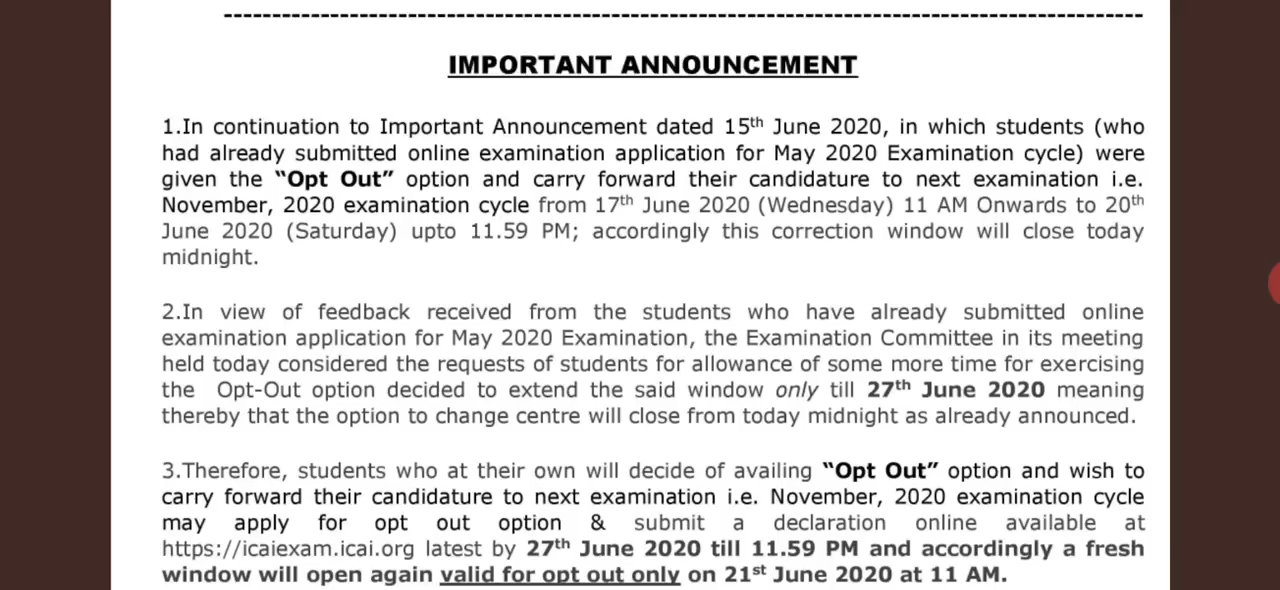 --------------------------------------------------------------------------------------------
IMPORTANT ANNOUNCEMENT
1.In continuation to Important Announcement dated 15th June 2020, in which students (who
had already submitted online examination application for May 2020 Examination cycle) were
given the “Opt Out” option and carry forward their candidature to next examination i.e.
November, 2020 examination cycle from 17th June 2020 (Wednesday) 11 AM Onwards to 20th
June 2020 (Saturday) upto 11.59 PM; accordingly this correction window will close today
midnight.
2.In view of feedback received from the students who have already submitted online
examination application for May 2020 Examination, the Examination Committee in its meeting
held today considered the requests of students for allowance of some more time for exercising
the Opt-Out option decided to extend the said window only till 27th June 2020 meaning
thereby that the option to change centre will close from today midnight as already announced.
3.Therefore, students who at their own will decide of availing “Opt Out” option and wish to
carry forward their candidature to next examination i.e. November, 2020 examination cycle
may apply for opt out option & submit a declaration online available at
https://icaiexam.icai.org latest by 27th June 2020 till 11.59 PM and accordingly a fresh
window will open again valid for opt out only on 21st June 2020 at 11 AM.